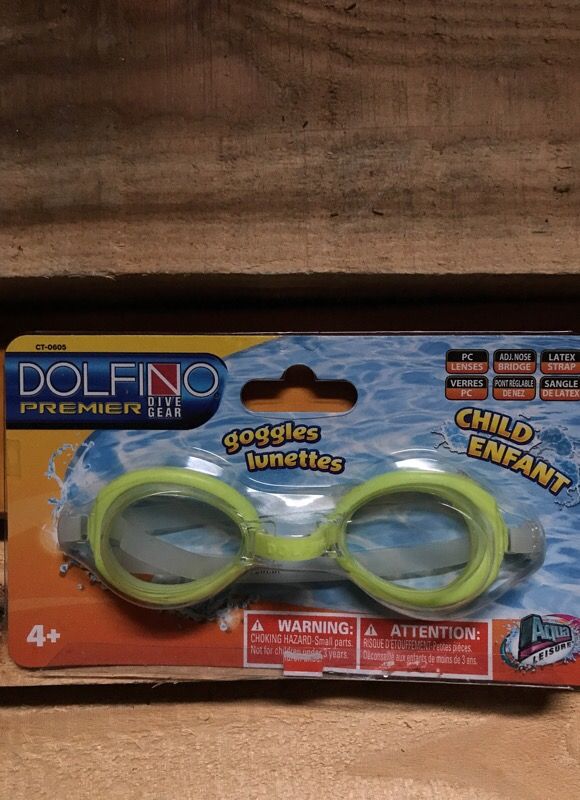 CT-0605
DOLFINO
PREMIER
DIVE
GEAR
PC
LENSES
ADJ. NOSE
BRIDGE
LATEX
STRAP
VERRES
PC
PONT RÉGLABLE
DE NEZ
SANGLE
DE LATEX
goggles
lunettes
CHILD
ENFANT
4+
WARNING:
CHOKING HAZARD-Small parts.
Not for children under 3 years.
ATTENTION:
RISQUE D'ETOUFFEMENT-Petites pièces.
Déconseillé aux enfants de moins de 3 ans.
Aqua
LEISURE